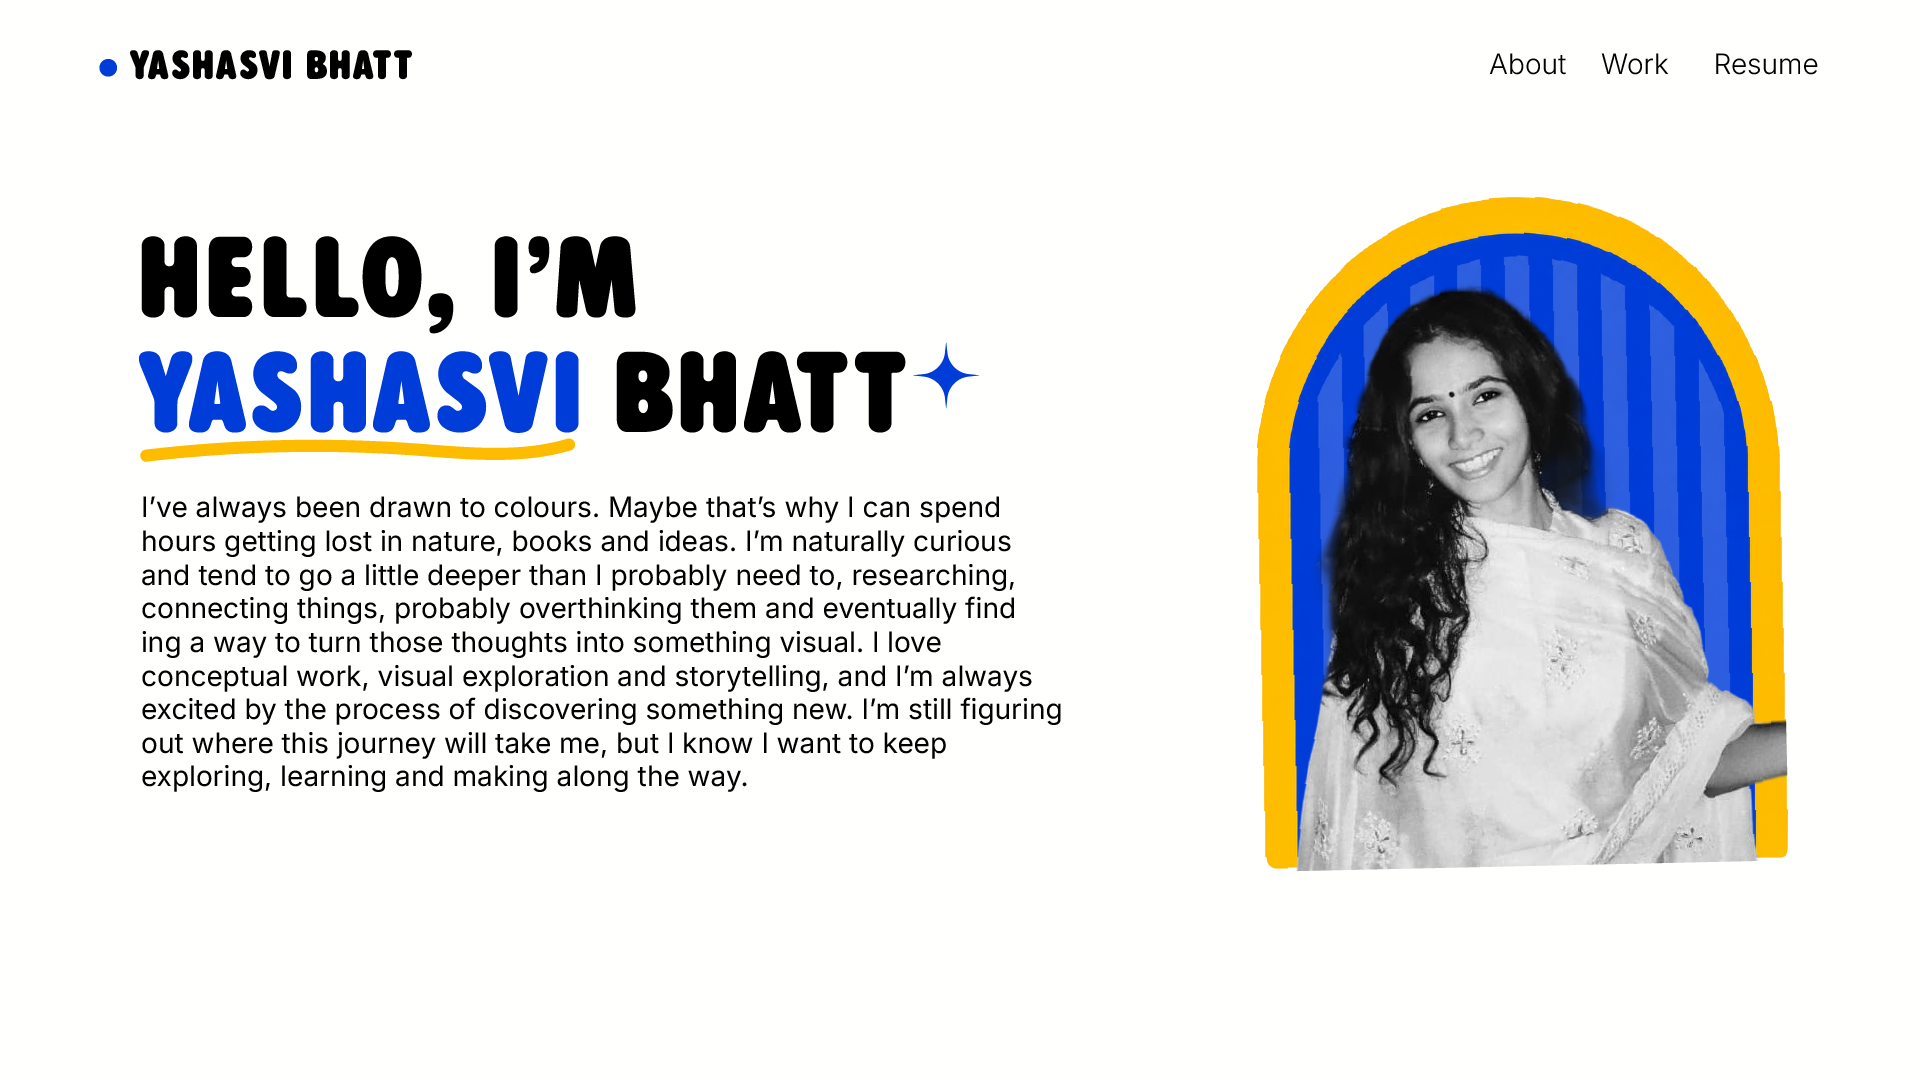 YASHASVI BHATT
About Work Resume
HELLO, I’M
YASHASVI BHATT
I’ve always been drawn to colours. Maybe that’s why I can spend
hours getting lost in nature, books and ideas. I’m naturally curious
and tend to go a little deeper than I probably need to, researching,
connecting things, probably overthinking them and eventually find
ing a way to turn those thoughts into something visual. I love
conceptual work, visual exploration and storytelling, and I’m always
excited by the process of discovering something new. I’m still figuring
out where this journey will take me, but I know I want to keep
exploring, learning and making along the way.